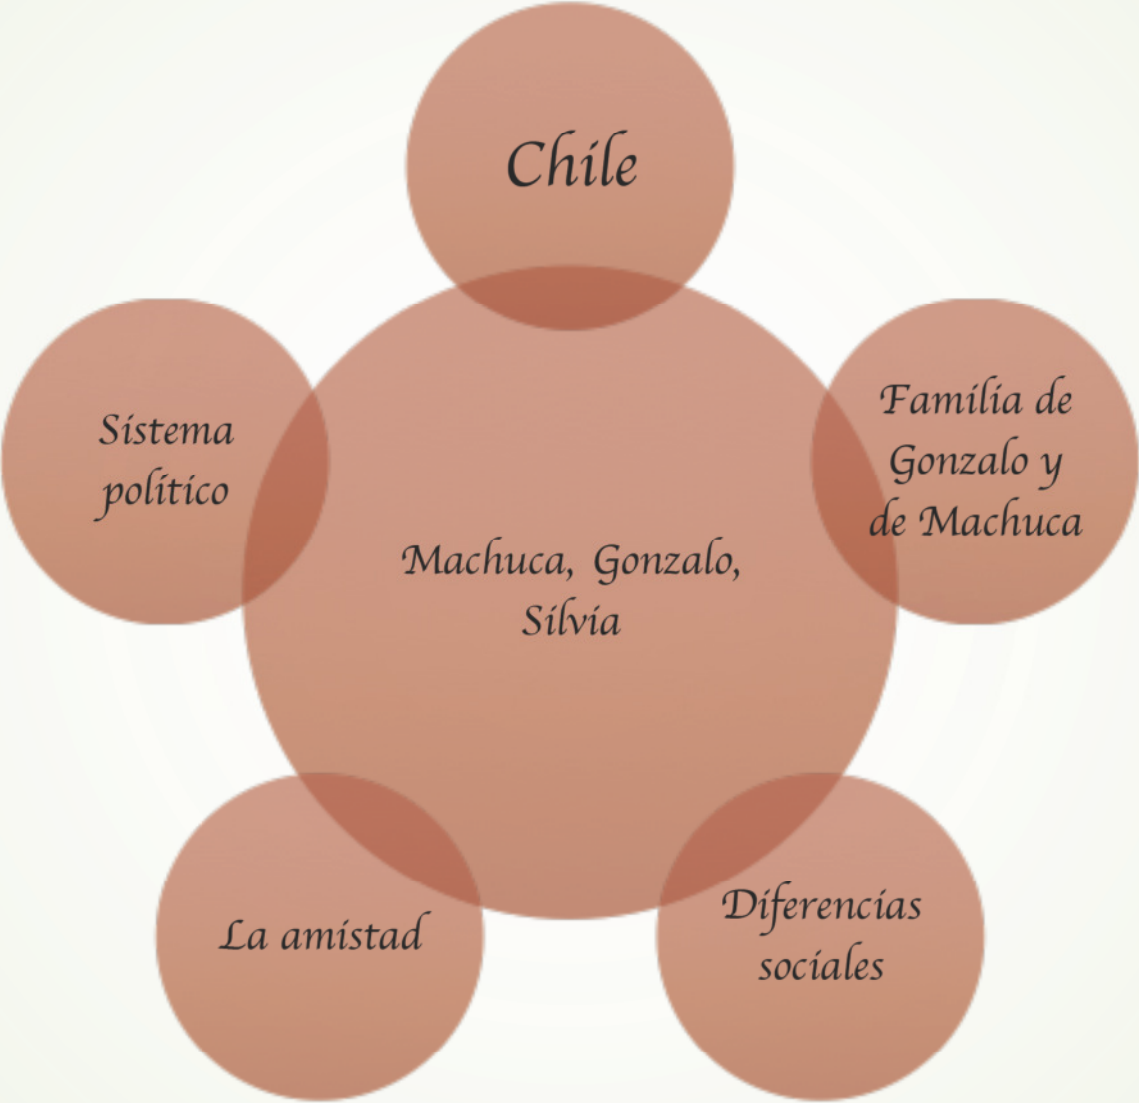 Chile
Familia de
Gonzalo y
de Machuca
Diferencias
sociales
La amistad
Sistema
político
Machuca, Gonzalo,
Silvia